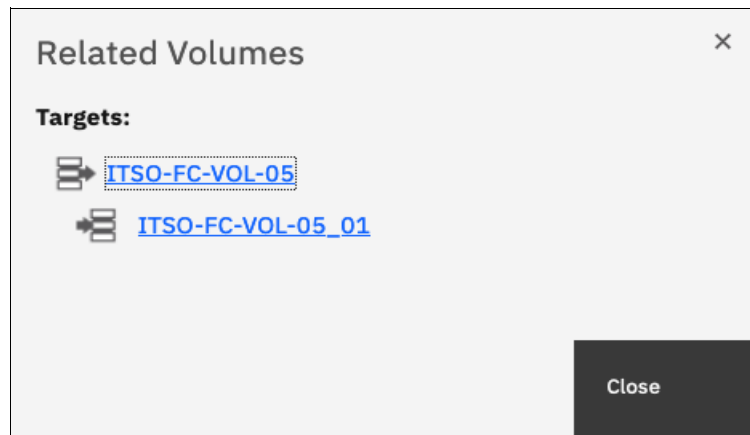 Related Volumes
Targets:
ITSO-FC-VOL-05
ITSO-FC-VOL-05_01
Close